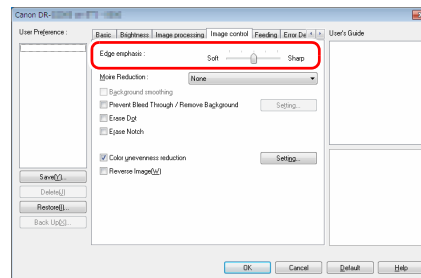 Canon DR-
User Preference :
Basic Brightness Image processing Image control Feeding Error De
User's Guide
Edge emphasis :
Soft Sharp
Moire Reduction : None
Background smoothing
Prevent Bleed Through / Remove Background Setting...
Erase Dot
Erase Notch
Color unevenness reduction Setting...
Reverse Image(W)
Save(Y)...
Delete(J)
Restore(I)...
Back Up(X)...
OK Cancel Default Help